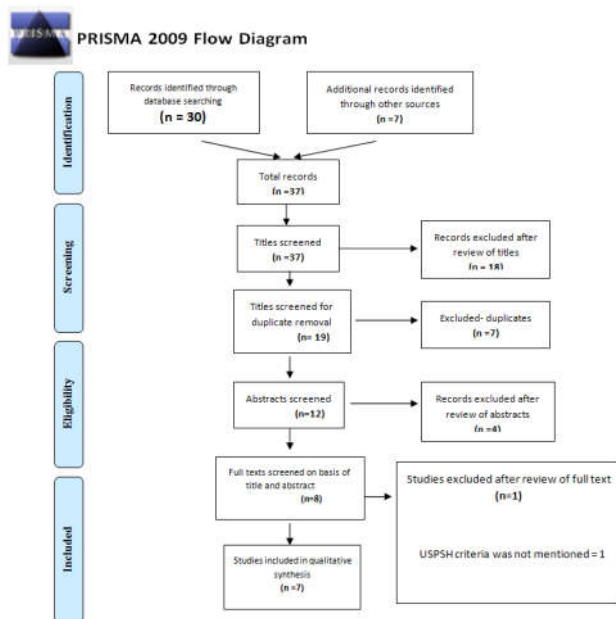 PRISMA
PRISMA 2009 Flow Diagram
Identification
Records identified through
database searching
(n = 30)
Additional records identified
through other sources
(n =7)
Total records
(n =37)
Screening
Titles screened
(n =37)
Records excluded after
review of titles
(n = 18)
Titles screened for
duplicate removal
(n= 19)
Excluded- duplicates
(n =7)
Eligibility
Abstracts screened
(n=12)
Records excluded after
review of abstracts
(n =4)
Full texts screened on basis of
title and abstract
(n=8)
Studies excluded after review of full text
(n=1)
USPSH criteria was not mentioned = 1
Included
Studies included in qualitative
synthesis
(n =7)